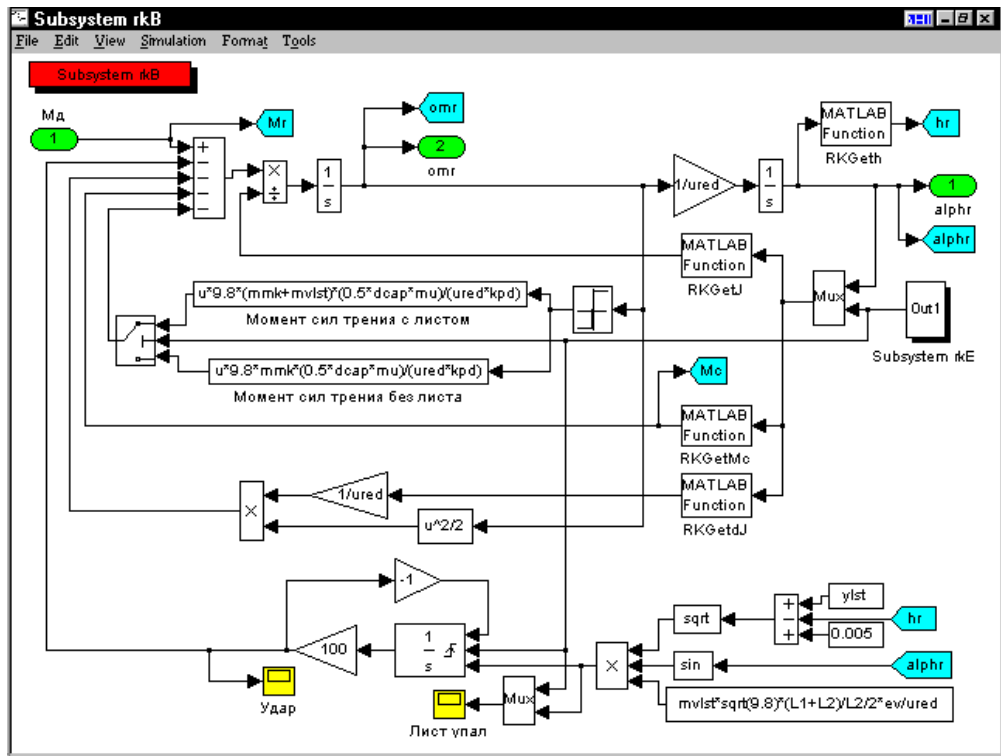 Subsystem rkB
File Edit View Simulation Format Tools
Subsystem rkB
Мд
1
Mr
omr
2
omr
MATLAB Function
RKGeth
hr
+
−
−
−
−
×
÷
1
s
1/ured
1
s
1
alphr
alphr
MATLAB Function
RKGetJ
Mux
Out1
Subsystem rkE
u*9.8*(mmk+mvlst)*(0.5*dcap*mu)/(ured*kpd)
Момент сил трения с листом
u*9.8*mmk*(0.5*dcap*mu)/(ured*kpd)
Момент сил трения без листа
Mc
MATLAB Function
RKGetMc
MATLAB Function
RKGetdJ
1/ured
×
u^2/2
-1
100
1
s
Удар
Mux
Лист упал
×
sqrt
+
−
+
ylst
hr
0.005
sin
alphr
mvlst*sqrt(9.8)*(L1+L2)/L2/2*ev/ured